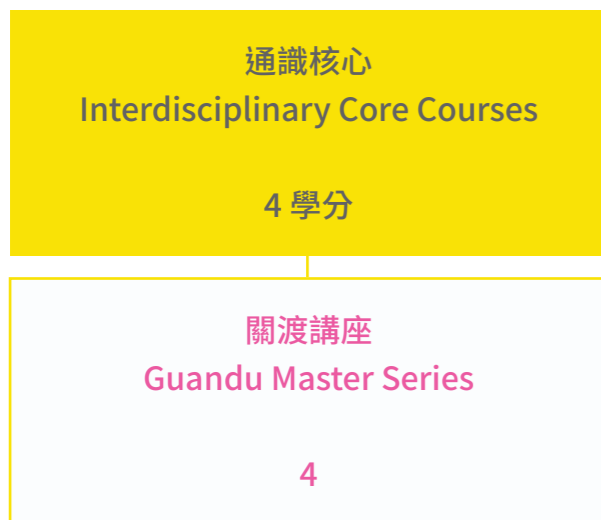 通識核心
Interdisciplinary Core Courses
4 學分
關渡講座
Guandu Master Series
4